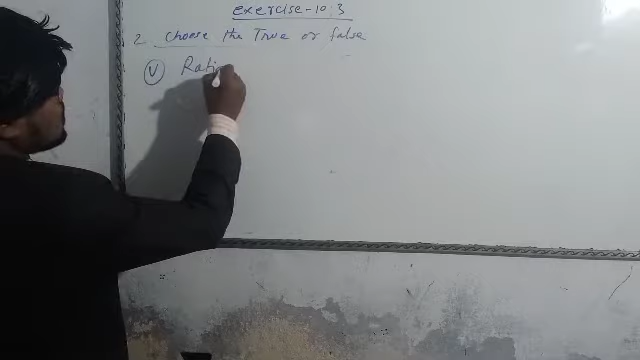 exercise-10.3
2 choose the True or false
(V) Rati